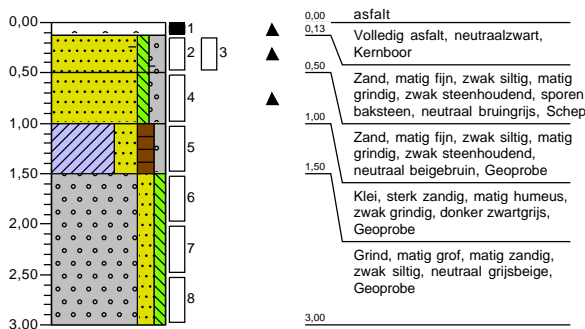 0,00
0,50
1,00
1,50
2,00
2,50
3,00
1
2
3
4
5
6
7
8
0,00
asfalt
0,13
Volledig asfalt, neutraalzwart,
Kernboor
0,50
Zand, matig fijn, zwak siltig, matig
grindig, zwak steenhoudend, sporen
baksteen, neutraal bruingrijs, Schep
1,00
Zand, matig fijn, zwak siltig, matig
grindig, zwak steenhoudend,
neutraal beigebruin, Geoprobe
1,50
Klei, sterk zandig, matig humeus,
zwak grindig, donker zwartgrijs,
Geoprobe
Grind, matig grof, matig zandig,
zwak siltig, neutraal grijsbeige,
Geoprobe
3,00